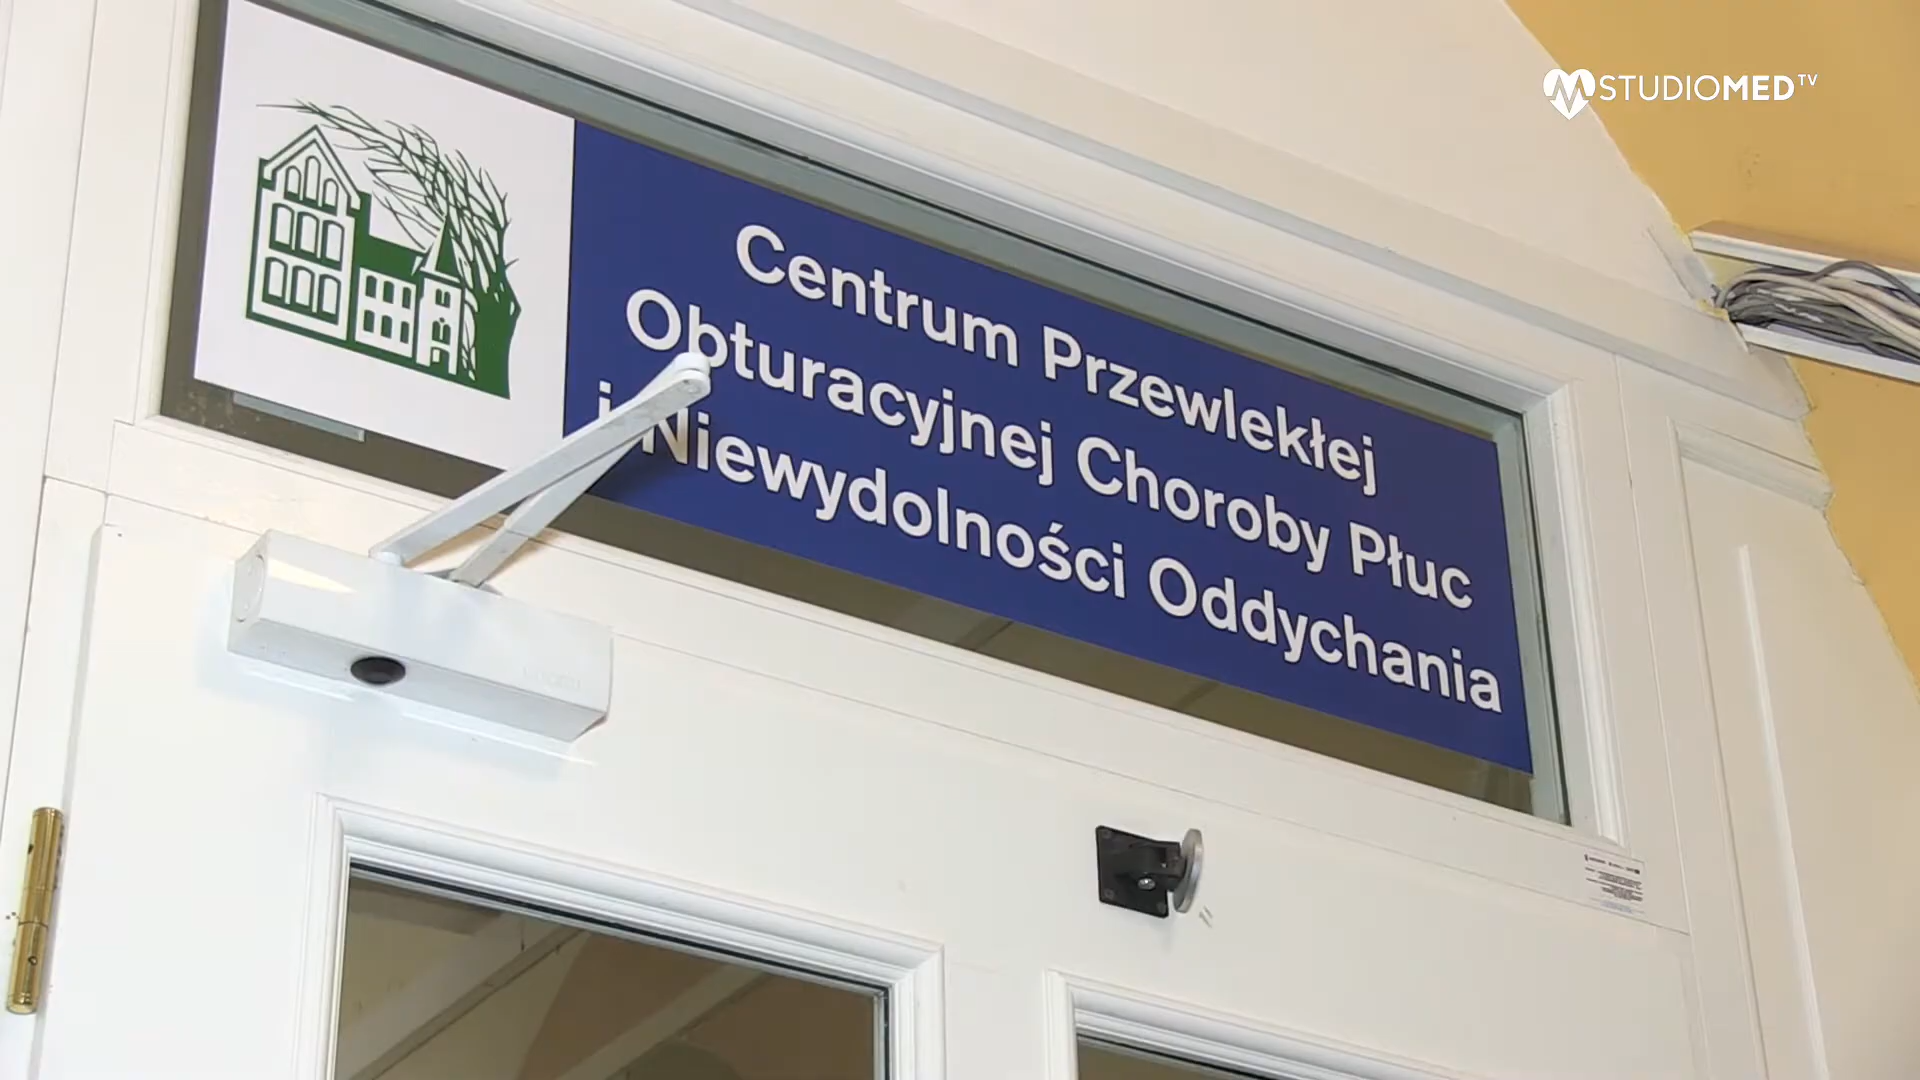 STUDIOMED TV
Centrum Przewlekłej
Obturacyjnej Choroby Płuc
i Niewydolności Oddychania